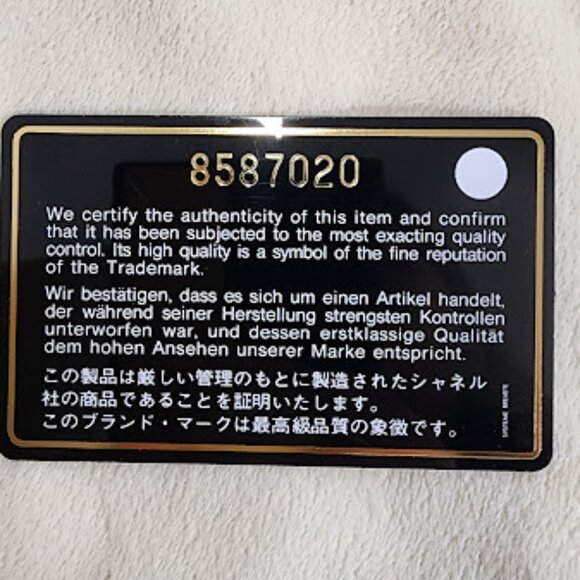 8587020
We certify the authenticity of this item and confirm
that it has been subjected to the most exacting quality
control. Its high quality is a symbol of the fine reputation
of the Trademark.
Wir bestätigen, dass es sich um einen Artikel handelt,
der während seiner Herstellung strengsten Kontrollen
unterworfen war, und dessen erstklassige Qualität
dem hohen Ansehen unserer Marke entspricht.
この製品は厳しい管理のもとに製造されたシャネル
社の商品であることを証明いたします。
このブランド・マークは最高級品質の象徴です。